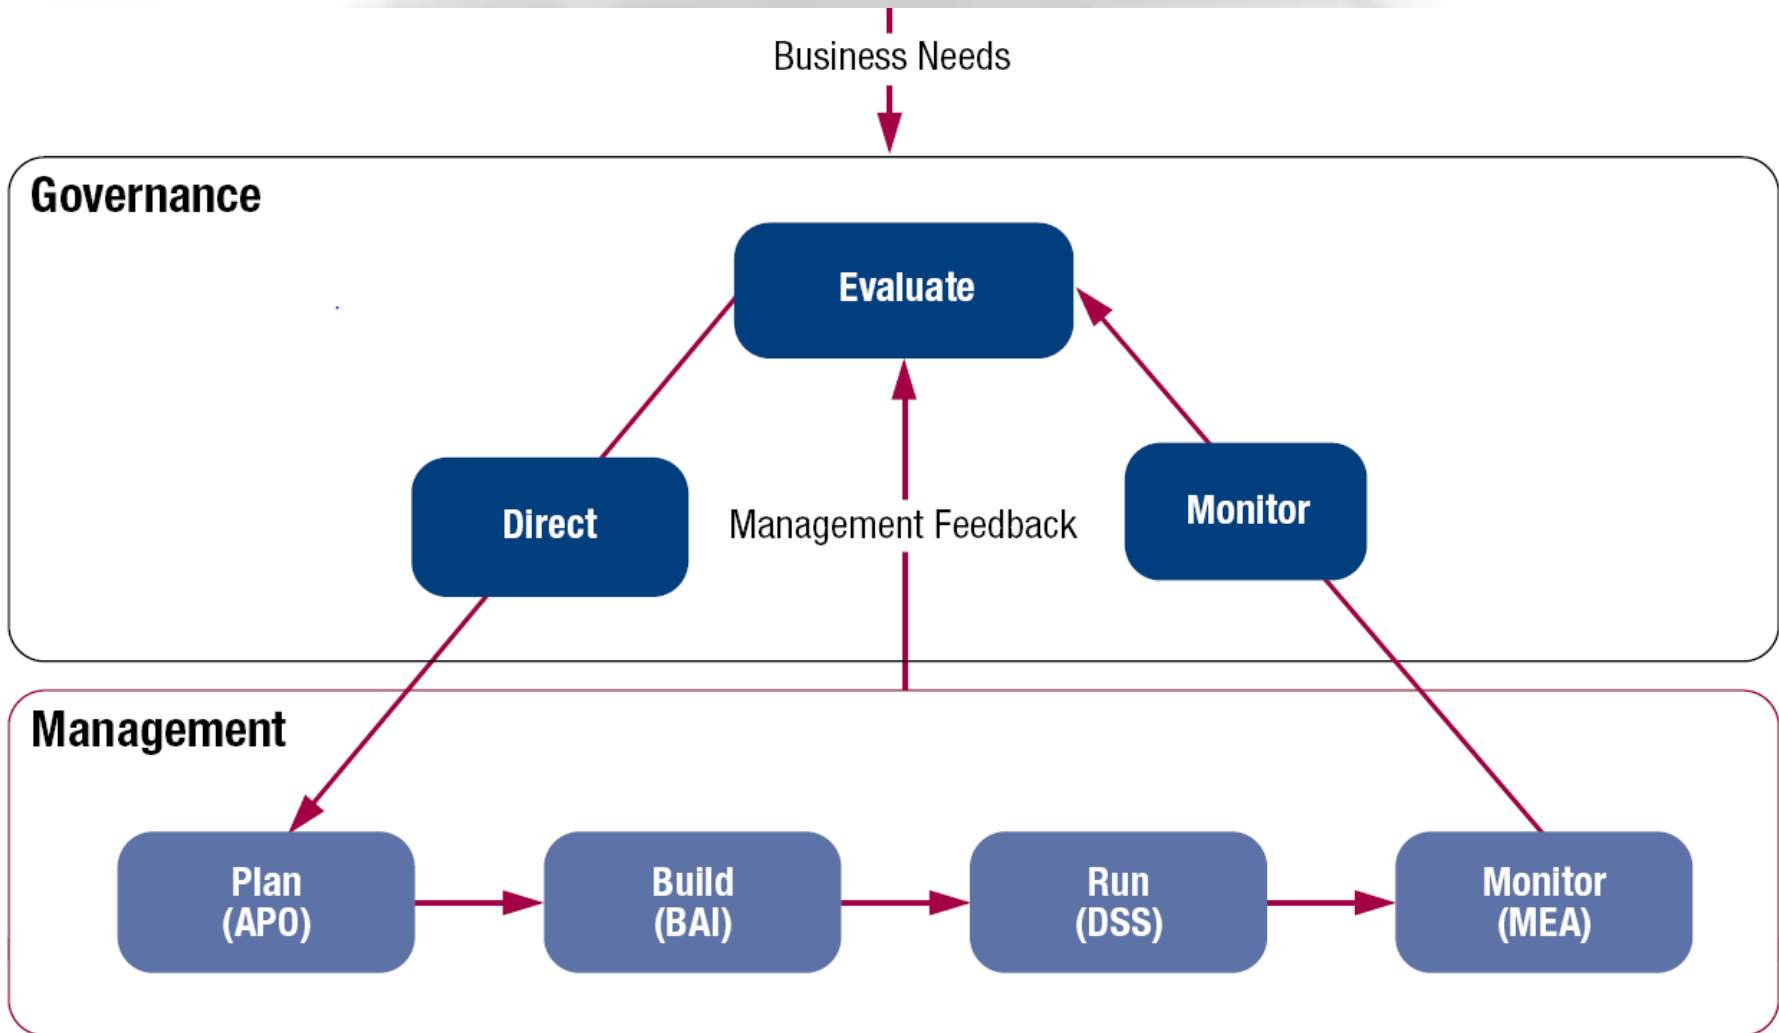 Business Needs
Governance
Evaluate
Direct
Management Feedback
Monitor
Management
Plan
(APO)
Build
(BAI)
Run
(DSS)
Monitor
(MEA)